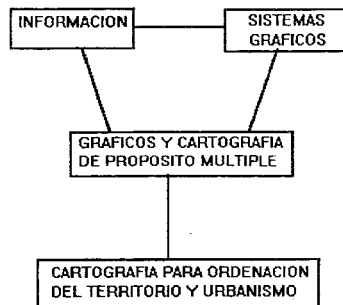 INFORMACION
SISTEMAS
GRAFICOS
GRAFICOS Y CARTOGRAFIA
DE PROPOSITO MULTIPLE
CARTOGRAFIA PARA ORDENACION
DEL TERRITORIO Y URBANISMO